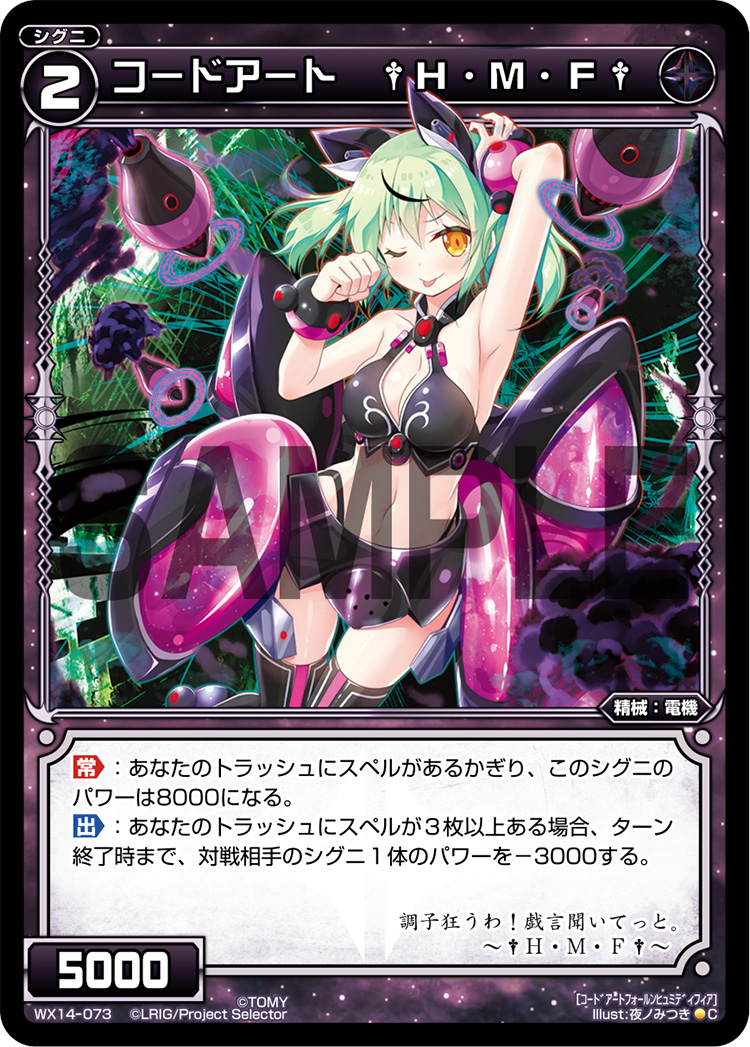 シグニ
2
コードアート †H・M・F†
SAMPLE
精械：電機
常：あなたのトラッシュにスペルがあるかぎり、このシグニの
パワーは8000になる。
出：あなたのトラッシュにスペルが３枚以上ある場合、ターン
終了時まで、対戦相手のシグニ１体のパワーを－3000する。
調子狂うわ！戯言聞いてっと。
～†H・M・F†～
5000
©TOMY
[ｺｰﾄﾞｱｰﾄﾌｫｰﾙﾝﾋｭﾐﾃﾞｨﾌｨｱ]
WX14-073 ©LRIG/Project Selector
Illust:夜ノみつき C